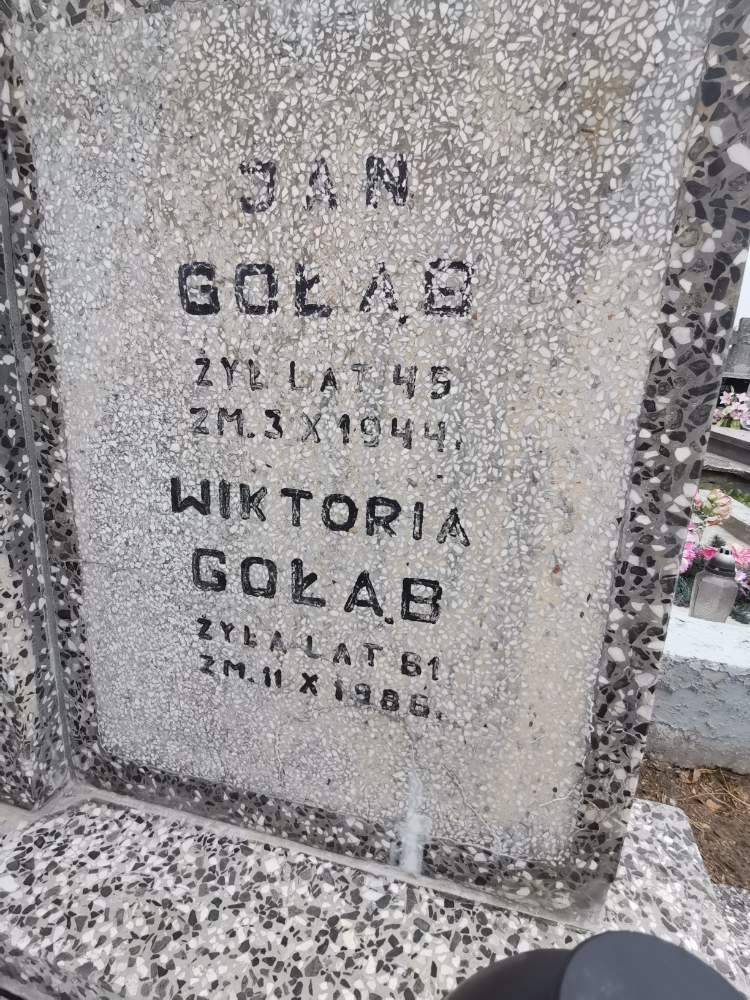 JAN
GOŁĄB
ŻYŁ LAT 45
ZM. 3 X 1944.
WIKTORIA
GOŁĄB
ŻYŁA LAT 61
ZM. 11 X 1986.